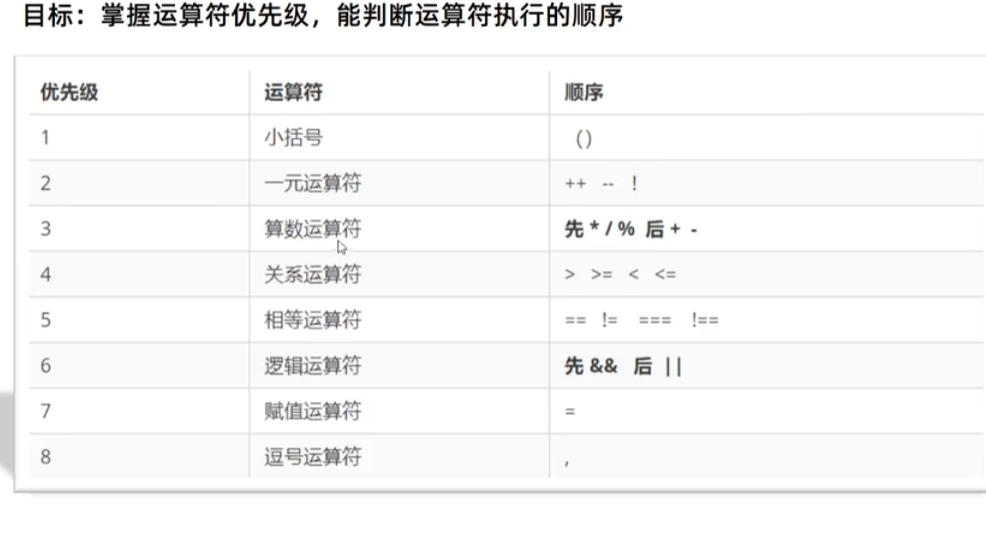 目标：掌握运算符优先级，能判断运算符执行的顺序
优先级 运算符 顺序
1 小括号 ()
2 一元运算符 ++ -- !
3 算数运算符 先 * / % 后 + -
4 关系运算符 > >= < <=
5 相等运算符 == != === !==
6 逻辑运算符 先 && 后 ||
7 赋值运算符 =
8 逗号运算符 ,